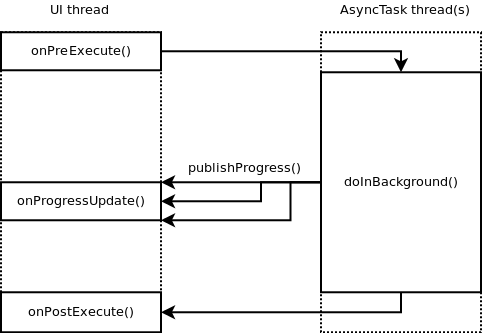 UI thread
AsyncTask thread(s)
onPreExecute()
publishProgress()
doInBackground()
onProgressUpdate()
onPostExecute()